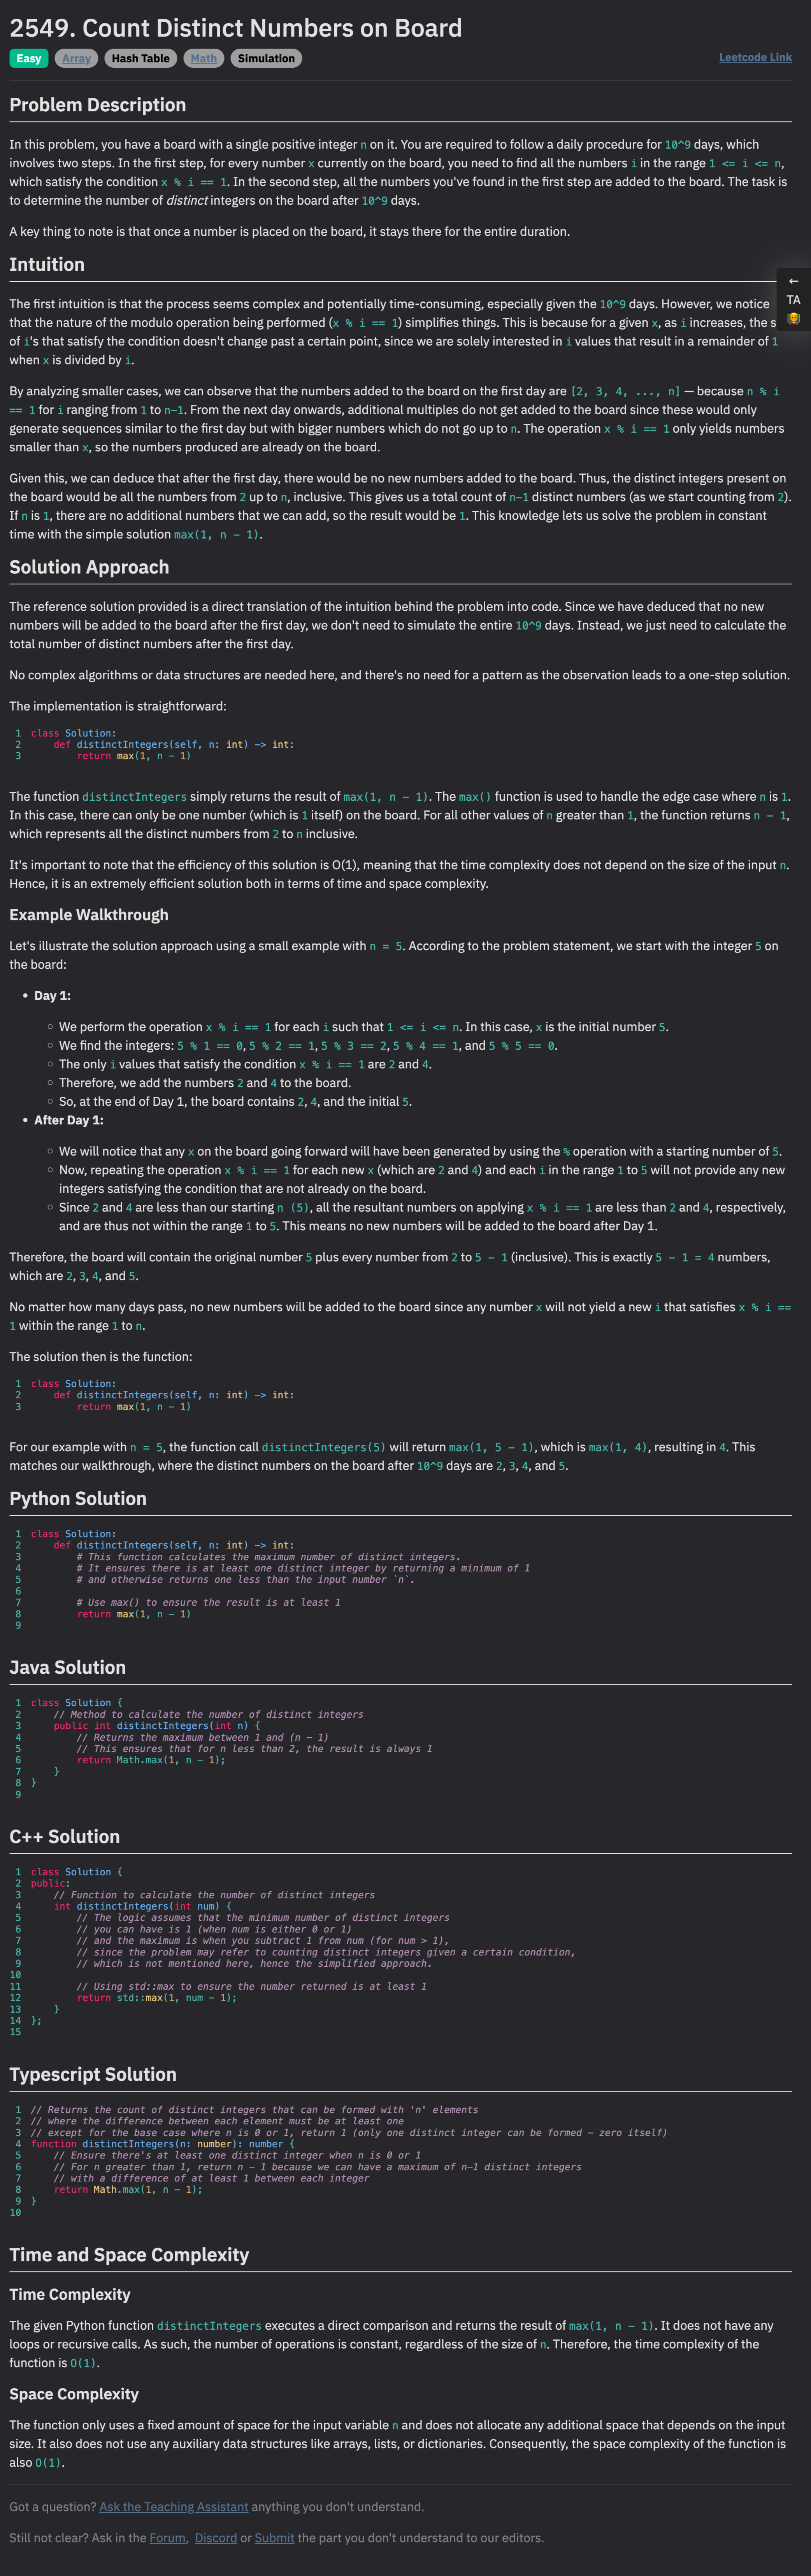 2549. Count Distinct Numbers on Board
Easy Array Hash Table Math Simulation Leetcode Link
Problem Description
In this problem, you have a board with a single positive integer n on it. You are required to follow a daily procedure for 10^9 days, which
involves two steps. In the first step, for every number x currently on the board, you need to find all the numbers i in the range 1 <= i <= n,
which satisfy the condition x % i == 1. In the second step, all the numbers you've found in the first step are added to the board. The task is
to determine the number of distinct integers on the board after 10^9 days.
A key thing to note is that once a number is placed on the board, it stays there for the entire duration.
Intuition
←
TA
The first intuition is that the process seems complex and potentially time-consuming, especially given the 10^9 days. However, we notice
that the nature of the modulo operation being performed (x % i == 1) simplifies things. This is because for a given x, as i increases, the s
of i's that satisfy the condition doesn't change past a certain point, since we are solely interested in i values that result in a remainder of 1
when x is divided by i.
By analyzing smaller cases, we can observe that the numbers added to the board on the first day are [2, 3, 4, ..., n] — because n % i
== 1 for i ranging from 1 to n-1. From the next day onwards, additional multiples do not get added to the board since these would only
generate sequences similar to the first day but with bigger numbers which do not go up to n. The operation x % i == 1 only yields numbers
smaller than x, so the numbers produced are already on the board.
Given this, we can deduce that after the first day, there would be no new numbers added to the board. Thus, the distinct integers present on
the board would be all the numbers from 2 up to n, inclusive. This gives us a total count of n-1 distinct numbers (as we start counting from 2).
If n is 1, there are no additional numbers that we can add, so the result would be 1. This knowledge lets us solve the problem in constant
time with the simple solution max(1, n - 1).
Solution Approach
The reference solution provided is a direct translation of the intuition behind the problem into code. Since we have deduced that no new
numbers will be added to the board after the first day, we don't need to simulate the entire 10^9 days. Instead, we just need to calculate the
total number of distinct numbers after the first day.
No complex algorithms or data structures are needed here, and there's no need for a pattern as the observation leads to a one-step solution.
The implementation is straightforward:
1 class Solution:
2     def distinctIntegers(self, n: int) -> int:
3         return max(1, n - 1)
The function distinctIntegers simply returns the result of max(1, n - 1). The max() function is used to handle the edge case where n is 1.
In this case, there can only be one number (which is 1 itself) on the board. For all other values of n greater than 1, the function returns n - 1,
which represents all the distinct numbers from 2 to n inclusive.
It's important to note that the efficiency of this solution is O(1), meaning that the time complexity does not depend on the size of the input n.
Hence, it is an extremely efficient solution both in terms of time and space complexity.
Example Walkthrough
Let's illustrate the solution approach using a small example with n = 5. According to the problem statement, we start with the integer 5 on
the board:
• Day 1:
◦ We perform the operation x % i == 1 for each i such that 1 <= i <= n. In this case, x is the initial number 5.
◦ We find the integers: 5 % 1 == 0, 5 % 2 == 1, 5 % 3 == 2, 5 % 4 == 1, and 5 % 5 == 0.
◦ The only i values that satisfy the condition x % i == 1 are 2 and 4.
◦ Therefore, we add the numbers 2 and 4 to the board.
◦ So, at the end of Day 1, the board contains 2, 4, and the initial 5.
• After Day 1:
◦ We will notice that any x on the board going forward will have been generated by using the % operation with a starting number of 5.
◦ Now, repeating the operation x % i == 1 for each new x (which are 2 and 4) and each i in the range 1 to 5 will not provide any new
integers satisfying the condition that are not already on the board.
◦ Since 2 and 4 are less than our starting n (5), all the resultant numbers on applying x % i == 1 are less than 2 and 4, respectively,
and are thus not within the range 1 to 5. This means no new numbers will be added to the board after Day 1.
Therefore, the board will contain the original number 5 plus every number from 2 to 5 - 1 (inclusive). This is exactly 5 - 1 = 4 numbers,
which are 2, 3, 4, and 5.
No matter how many days pass, no new numbers will be added to the board since any number x will not yield a new i that satisfies x % i ==
1 within the range 1 to n.
The solution then is the function:
1 class Solution:
2     def distinctIntegers(self, n: int) -> int:
3         return max(1, n - 1)
For our example with n = 5, the function call distinctIntegers(5) will return max(1, 5 - 1), which is max(1, 4), resulting in 4. This
matches our walkthrough, where the distinct numbers on the board after 10^9 days are 2, 3, 4, and 5.
Python Solution
1 class Solution:
2     def distinctIntegers(self, n: int) -> int:
3         # This function calculates the maximum number of distinct integers.
4         # It ensures there is at least one distinct integer by returning a minimum of 1
5         # and otherwise returns one less than the input number `n`.
6
7         # Use max() to ensure the result is at least 1
8         return max(1, n - 1)
9
Java Solution
1 class Solution {
2     // Method to calculate the number of distinct integers
3     public int distinctIntegers(int n) {
4         // Returns the maximum between 1 and (n - 1)
5         // This ensures that for n less than 2, the result is always 1
6         return Math.max(1, n - 1);
7     }
8 }
9
C++ Solution
1 class Solution {
2 public:
3     // Function to calculate the number of distinct integers
4     int distinctIntegers(int num) {
5         // The logic assumes that the minimum number of distinct integers
6         // you can have is 1 (when num is either 0 or 1)
7         // and the maximum is when you subtract 1 from num (for num > 1),
8         // since the problem may refer to counting distinct integers given a certain condition,
9         // which is not mentioned here, hence the simplified approach.
10
11         // Using std::max to ensure the number returned is at least 1
12         return std::max(1, num - 1);
13     }
14 };
15
Typescript Solution
1 // Returns the count of distinct integers that can be formed with 'n' elements
2 // where the difference between each element must be at least one
3 // except for the base case where n is 0 or 1, return 1 (only one distinct integer can be formed - zero itself)
4 function distinctIntegers(n: number): number {
5     // Ensure there's at least one distinct integer when n is 0 or 1
6     // For n greater than 1, return n - 1 because we can have a maximum of n-1 distinct integers
7     // with a difference of at least 1 between each integer
8     return Math.max(1, n - 1);
9 }
10
Time and Space Complexity
Time Complexity
The given Python function distinctIntegers executes a direct comparison and returns the result of max(1, n - 1). It does not have any
loops or recursive calls. As such, the number of operations is constant, regardless of the size of n. Therefore, the time complexity of the
function is O(1).
Space Complexity
The function only uses a fixed amount of space for the input variable n and does not allocate any additional space that depends on the input
size. It also does not use any auxiliary data structures like arrays, lists, or dictionaries. Consequently, the space complexity of the function is
also O(1).
Got a question? Ask the Teaching Assistant anything you don't understand.
Still not clear? Ask in the Forum, Discord or Submit the part you don't understand to our editors.